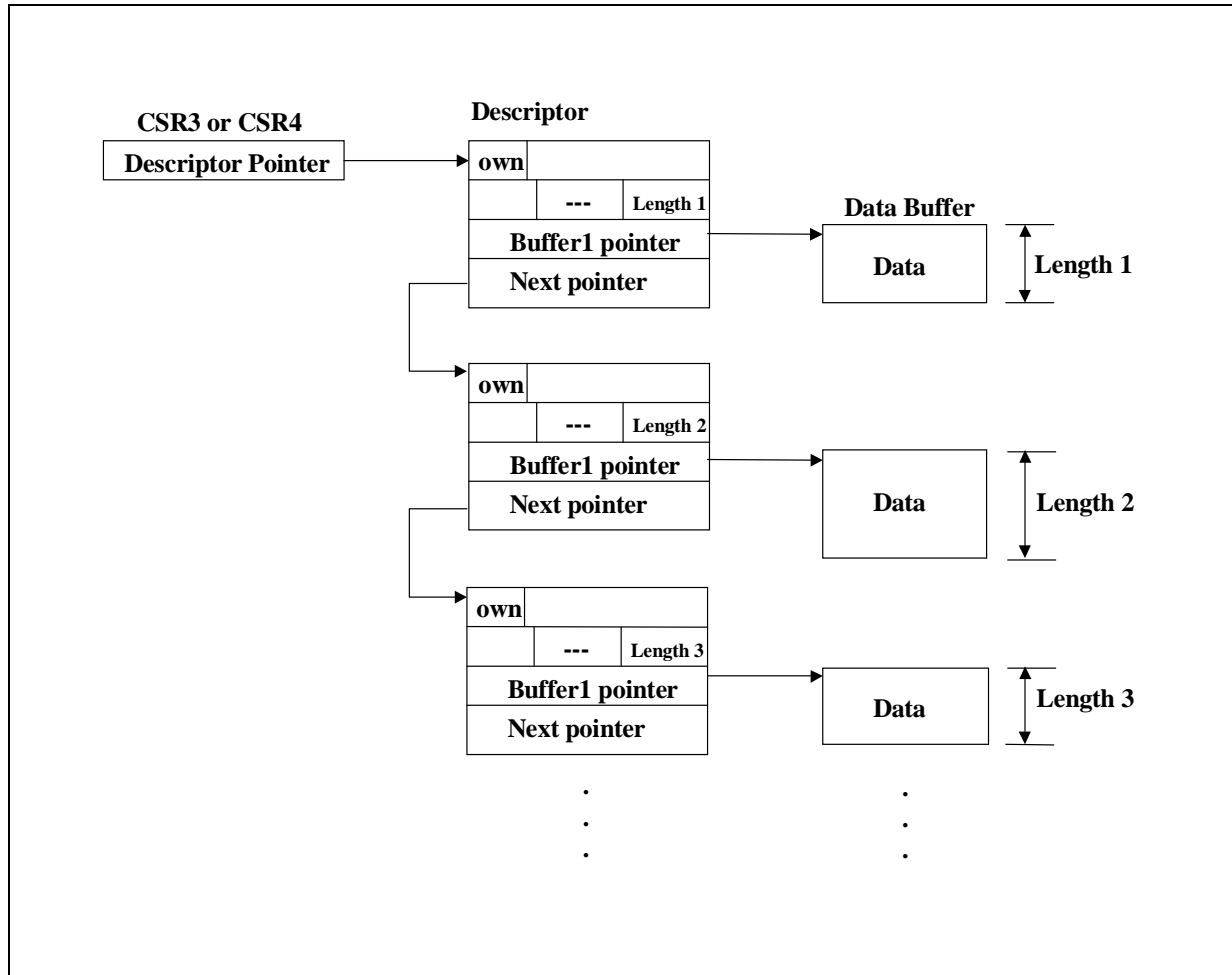 CSR3 or CSR4
Descriptor Pointer
Descriptor
own
--- Length 1
Buffer1 pointer
Next pointer
Data Buffer
Data
Length 1
own
--- Length 2
Buffer1 pointer
Next pointer
Data
Length 2
own
--- Length 3
Buffer1 pointer
Next pointer
Data
Length 3